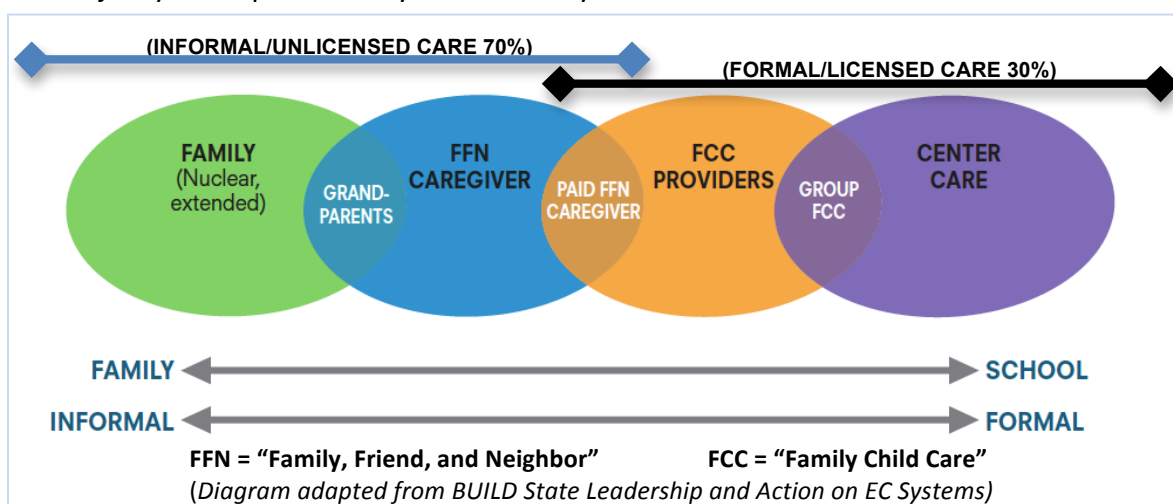 (INFORMAL/UNLICENSED CARE 70%)
(FORMAL/LICENSED CARE 30%)
FAMILY
(Nuclear,
extended)
GRAND-
PARENTS
FFN
CAREGIVER
PAID FFN
CAREGIVER
FCC
PROVIDERS
GROUP
FCC
CENTER
CARE
FAMILY
SCHOOL
INFORMAL
FORMAL
FFN = “Family, Friend, and Neighbor” FCC = “Family Child Care”
(Diagram adapted from BUILD State Leadership and Action on EC Systems)